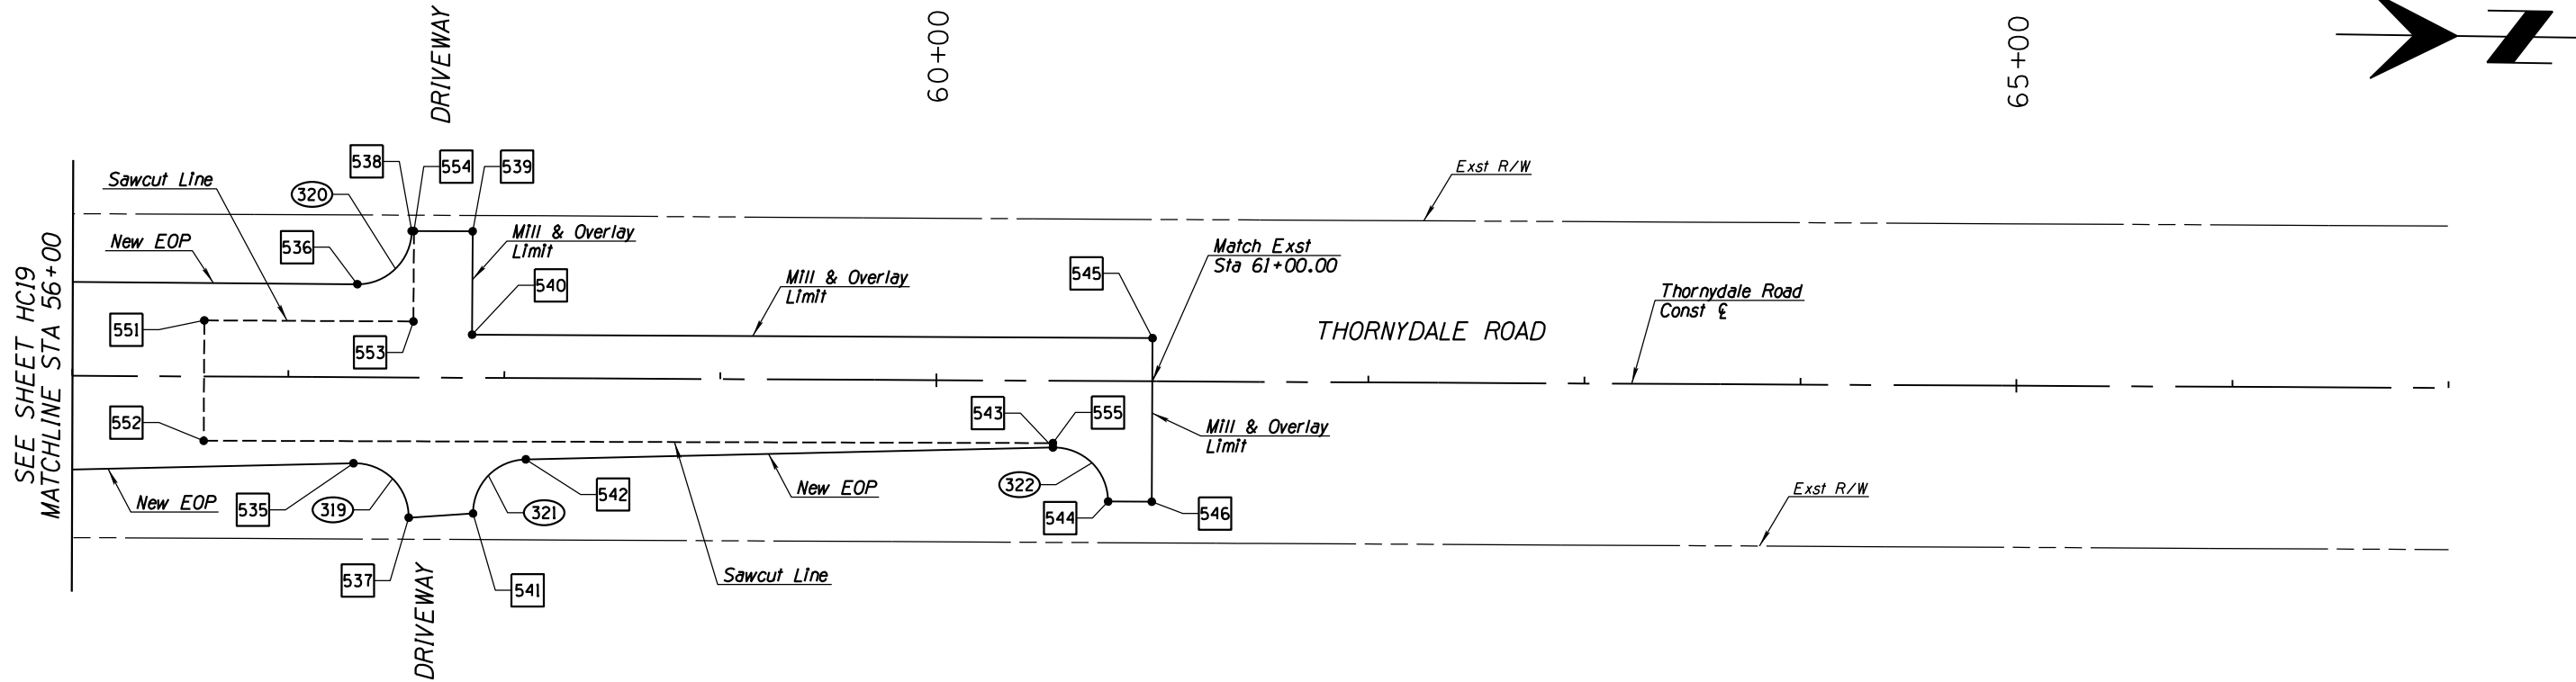 DRIVEWAY
60+00
65+00
Z
538
554
539
Exst R/W
Sawcut Line
320
New EOP
536
Mill & Overlay
Limit
Match Exst
Sta 61+00.00
SEE SHEET HC19
MATCHLINE STA 56+00
540
Mill & Overlay
Limit
545
Thornydale Road
Const ℄
551
553
THORNYDALE ROAD
552
543
555
Mill & Overlay
Limit
New EOP
535
319
321
542
New EOP
322
544
546
Exst R/W
537
541
Sawcut Line
DRIVEWAY